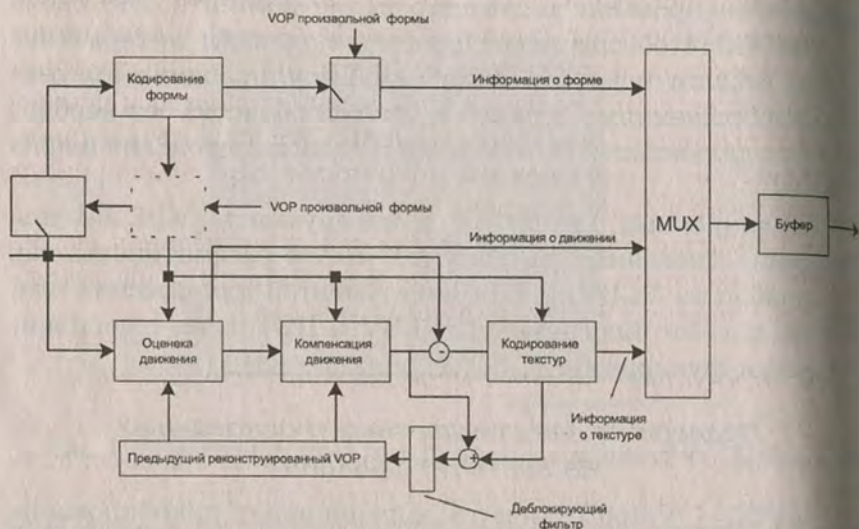 VOP произвольной формы
Кодирование
формы
Информация о форме
VOP произвольной формы
MUX
Буфер
Информация о движении
Оценека
движения
Компенсация
движения
-
Кодирование
текстур
Информация
о текстуре
Предыдущий реконструированный VOP
+
Деблокирующий
фильтр